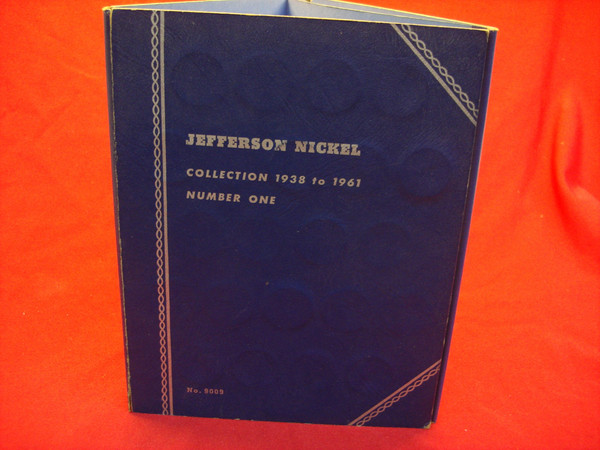 JEFFERSON NICKEL
COLLECTION 1938 to 1961
NUMBER ONE
No. 9009